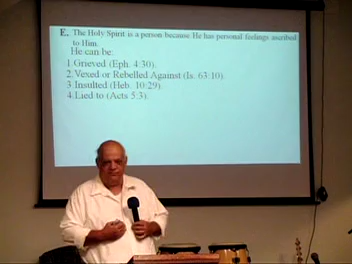 E. The Holy Spirit is a person because He has personal feelings ascribed
to Him.
He can be:
1.Grieved (Eph. 4:30).
2.Vexed or Rebelled Against (Is. 63:10).
3.Insulted (Heb. 10:29).
4.Lied to (Acts 5:3).